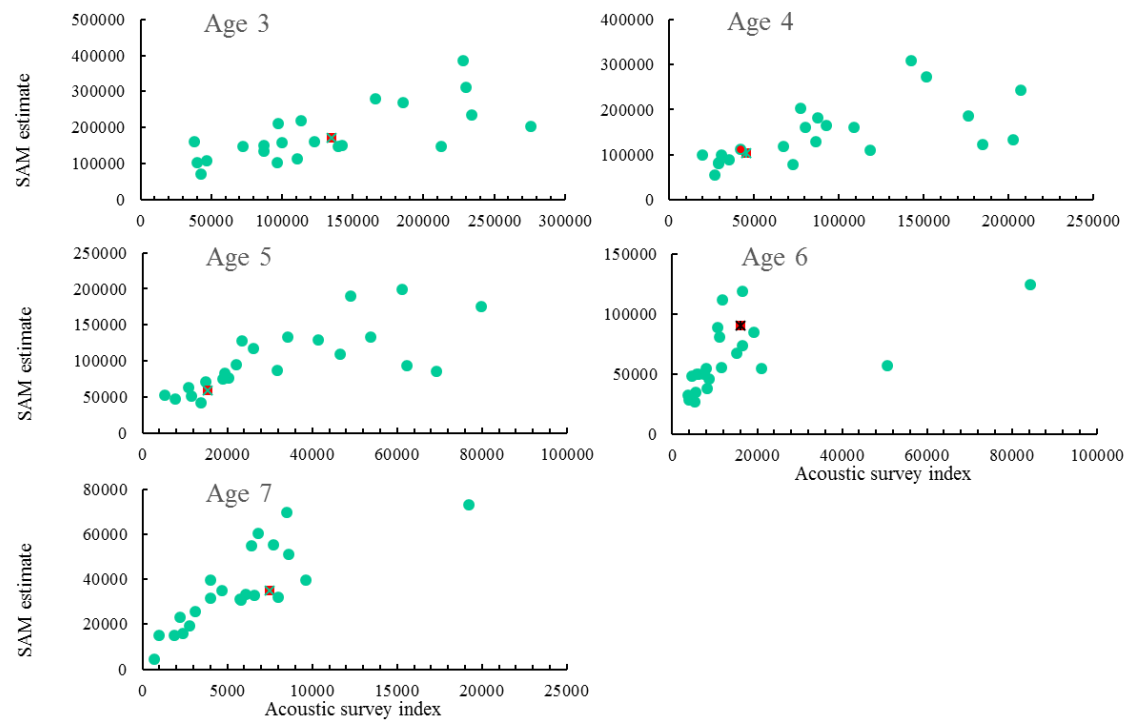 Age 3
SAM estimate
500000
400000
300000
200000
100000
0
0 50000 100000 150000 200000 250000 300000
Age 4
400000
300000
200000
100000
0
0 50000 100000 150000 200000 250000
Age 5
SAM estimate
250000
200000
150000
100000
50000
0
0 20000 40000 60000 80000 100000
Age 6
150000
100000
50000
0
0 20000 40000 60000 80000 100000
Acoustic survey index
Age 7
SAM estimate
80000
60000
40000
20000
0
0 5000 10000 15000 20000 25000
Acoustic survey index